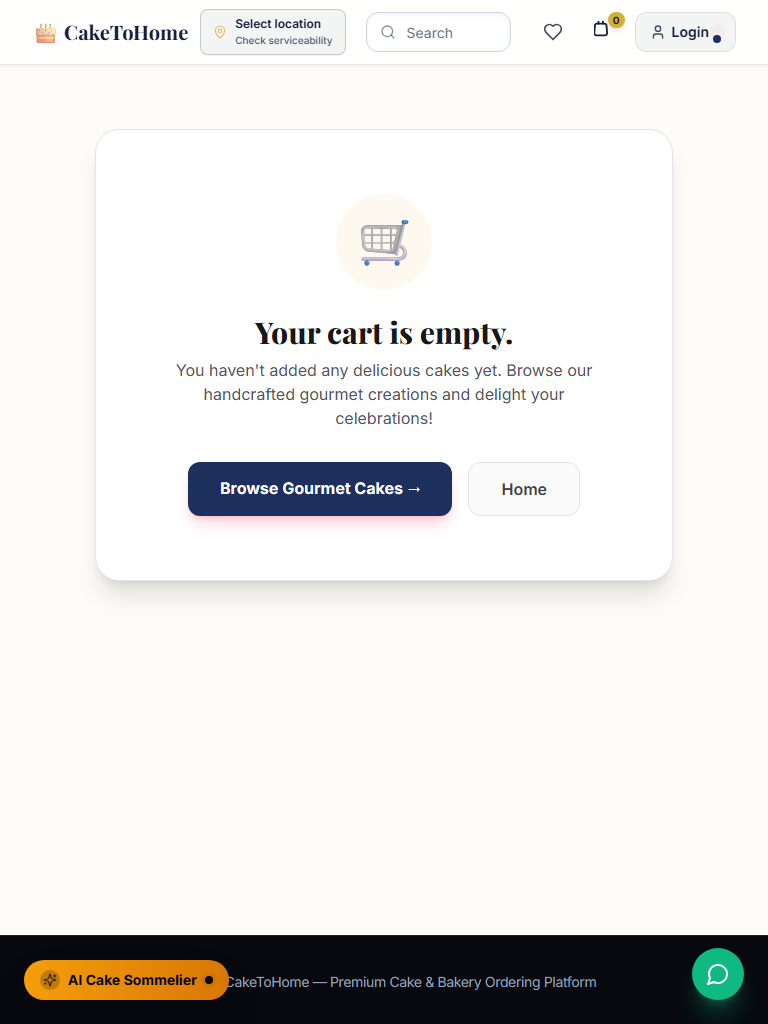 CakeToHome
Select location
Check serviceability
Search
0
Login
Your cart is empty.
You haven't added any delicious cakes yet. Browse our
handcrafted gourmet creations and delight your
celebrations!
Browse Gourmet Cakes →
Home
AI Cake Sommelier
CakeToHome — Premium Cake & Bakery Ordering Platform